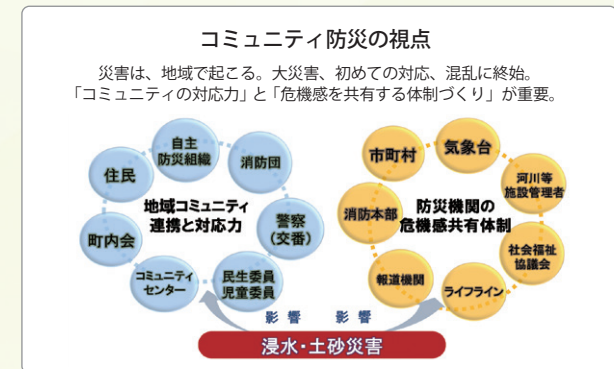 コミュニティ防災の視点
災害は、地域で起こる。大災害、初めての対応、混乱に終始。
「コミュニティの対応力」と「危機感を共有する体制づくり」が重要。
自主
防災組織
消防団
住民
地域コミュニティ
連携と対応力
警察
(交番)
町内会
コミュニティ
センター
民生委員
児童委員
市町村
気象台
河川等
施設管理者
消防本部
防災機関の
危機感共有体制
社会福祉
協議会
報道機関
ライフライン
影響
影響
浸水・土砂災害